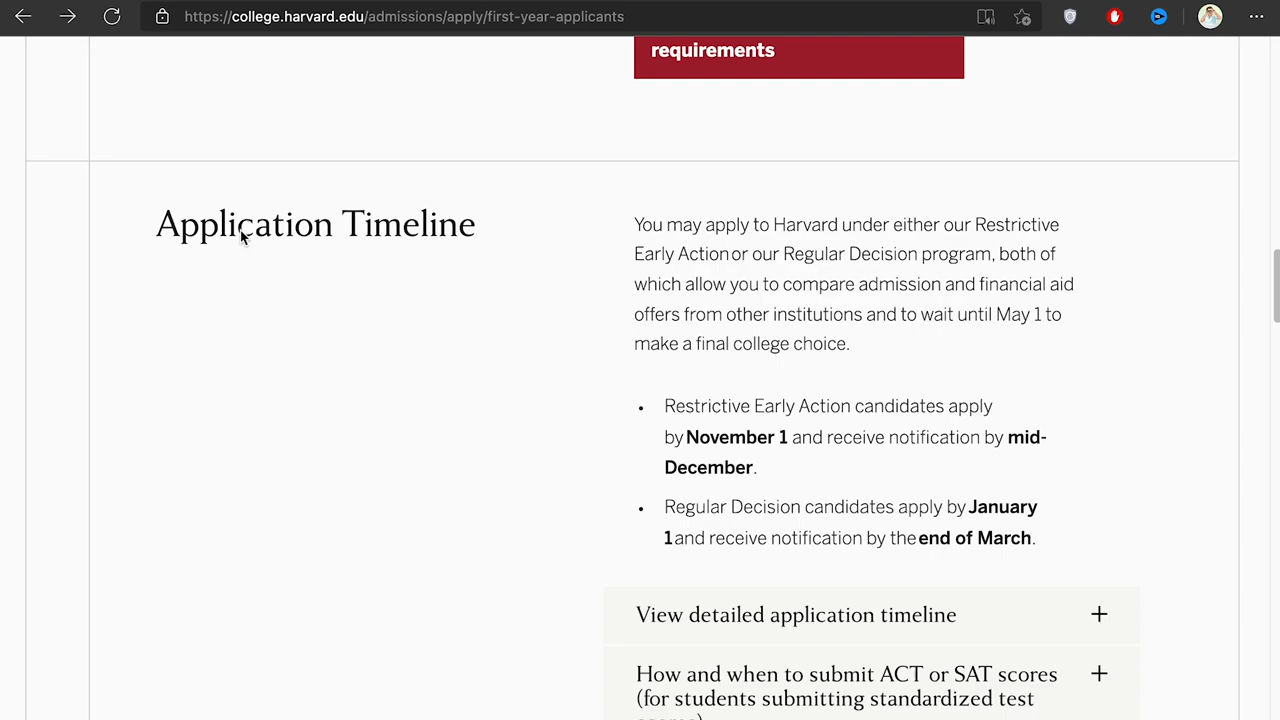 https://college.harvard.edu/admissions/apply/first-year-applicants
requirements
Application Timeline
You may apply to Harvard under either our Restrictive
Early Action or our Regular Decision program, both of
which allow you to compare admission and financial aid
offers from other institutions and to wait until May 1 to
make a final college choice.
• Restrictive Early Action candidates apply
by November 1 and receive notification by mid-
December.
• Regular Decision candidates apply by January
1 and receive notification by the end of March.
View detailed application timeline
How and when to submit ACT or SAT scores
(for students submitting standardized test